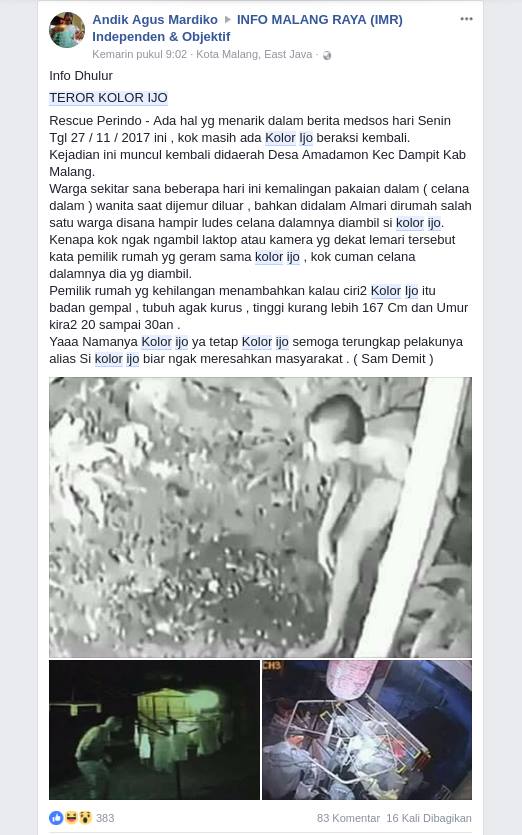 Andik Agus Mardiko ▸ INFO MALANG RAYA (IMR)
Independen & Objektif
Kemarin pukul 9:02 · Kota Malang, East Java ·
Info Dhulur
TEROR KOLOR IJO
Rescue Perindo - Ada hal yg menarik dalam berita medsos hari Senin
Tgl 27 / 11 / 2017 ini , kok masih ada Kolor Ijo beraksi kembali.
Kejadian ini muncul kembali didaerah Desa Amadamon Kec Dampit Kab
Malang.
Warga sekitar sana beberapa hari ini kemalingan pakaian dalam ( celana
dalam ) wanita saat dijemur diluar , bahkan didalam Almari dirumah salah
satu warga disana hampir ludes celana dalamnya diambil si kolor ijo.
Kenapa kok ngak ngambil laktop atau kamera yg dekat lemari tersebut
kata pemilik rumah yg geram sama kolor ijo , kok cuman celana
dalamnya dia yg diambil.
Pemilik rumah yg kehilangan menambahkan kalau ciri2 Kolor Ijo itu
badan gempal , tubuh agak kurus , tinggi kurang lebih 167 Cm dan Umur
kira2 20 sampai 30an .
Yaaa Namanya Kolor ijo ya tetap Kolor ijo semoga terungkap pelakunya
alias Si kolor ijo biar ngak meresahkan masyarakat . ( Sam Demit )
CH3
383
83 Komentar 16 Kali Dibagikan